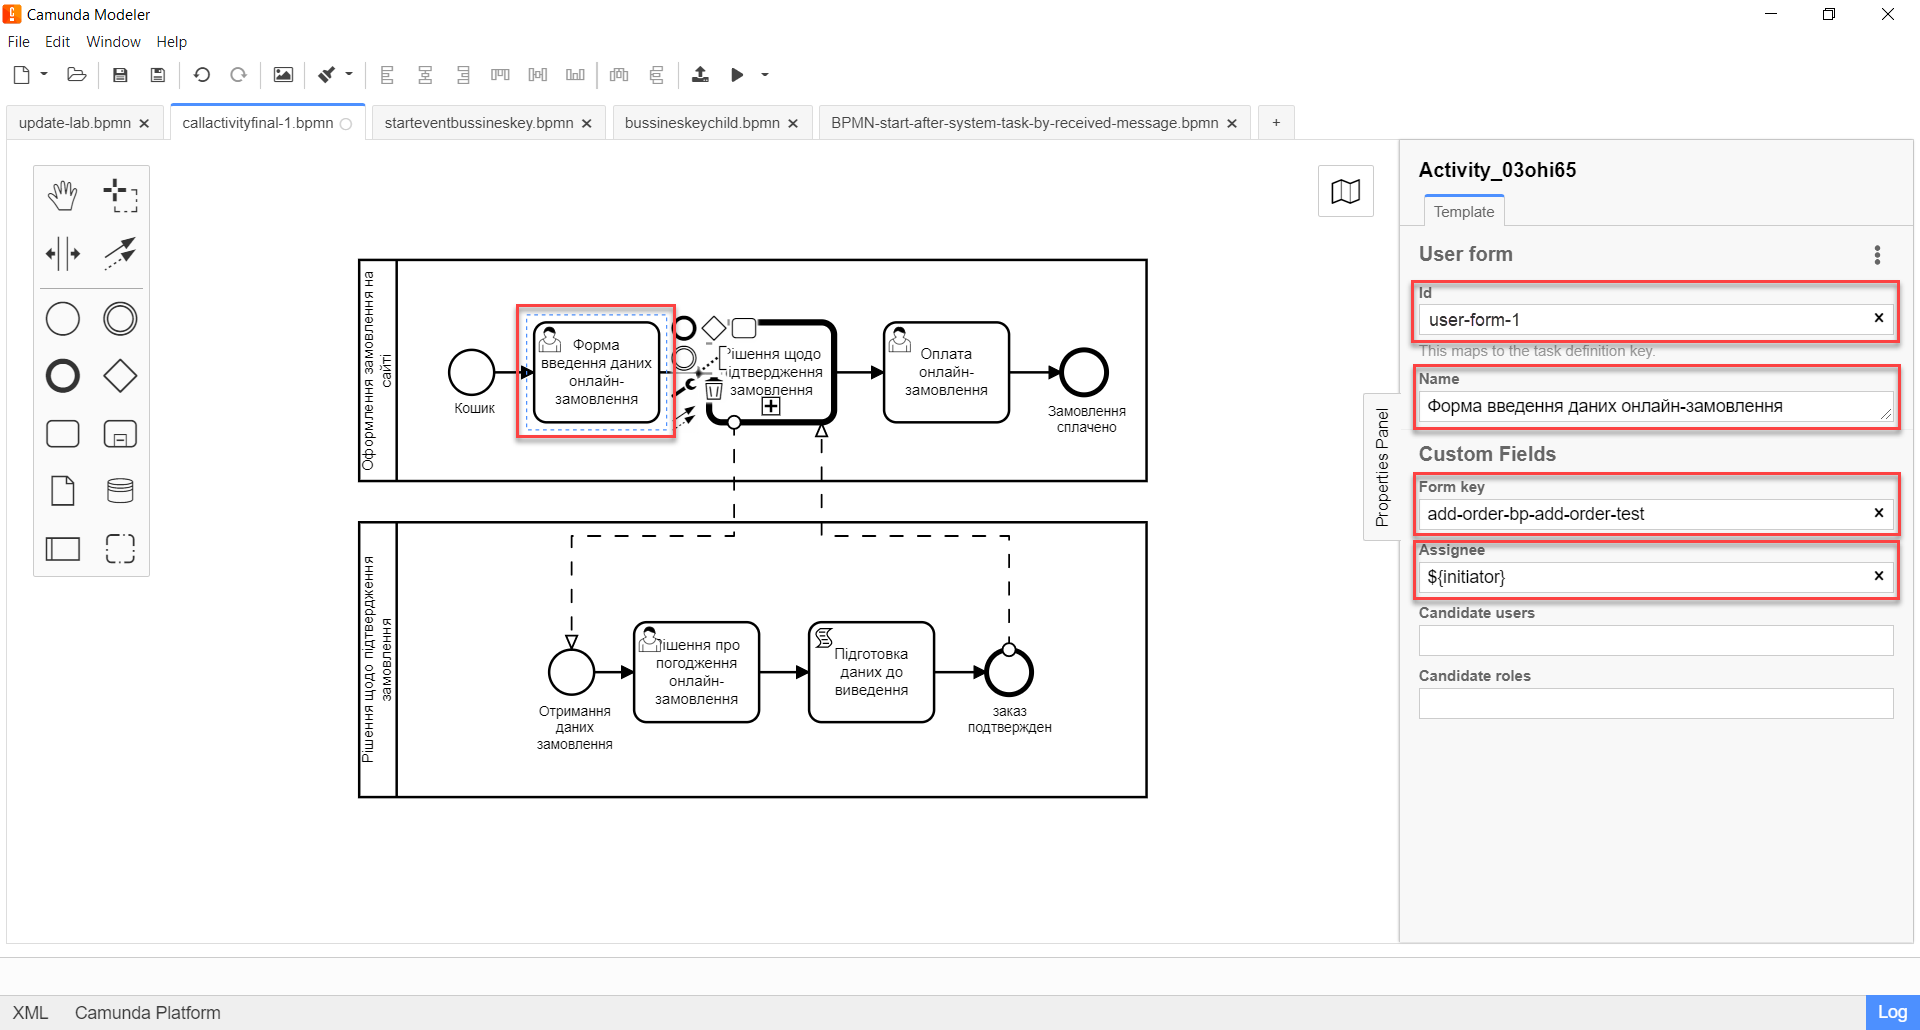 Camunda Modeler
File Edit Window Help
update-lab.bpmn
callactivityfinal-1.bpmn
starteventbussineskey.bpmn
bussineskeychild.bpmn
BPMN-start-after-system-task-by-received-message.bpmn
+
Оформлення замовлення на
сайті
Кошик
Форма
введення даних
онлайн-
замовлення
ішення щодо
ідтвердження
замовлення
Оплата
онлайн-
замовлення
Замовлення
сплачено
Рішення щодо підтвердження
замовлення
Отримання
даних
замовлення
ішення про
погодження
онлайн-
замовлення
Підготовка
даних до
виведення
заказ
подтвержден
Properties Panel
Activity_03ohi65
Template
User form
Id
user-form-1
This maps to the task definition key.
Name
Форма введення даних онлайн-замовлення
Custom Fields
Form key
add-order-bp-add-order-test
Assignee
${initiator}
Candidate users
Candidate roles
XML Camunda Platform
Log